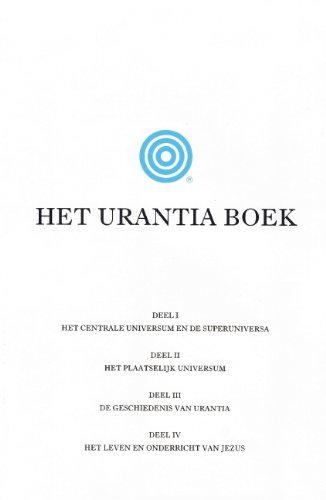 ®
HET URANTIA BOEK
DEEL I
HET CENTRALE UNIVERSUM EN DE SUPERUNIVERSA
DEEL II
HET PLAATSELIJK UNIVERSUM
DEEL III
DE GESCHIEDENIS VAN URANTIA
DEEL IV
HET LEVEN EN ONDERRICHT VAN JEZUS